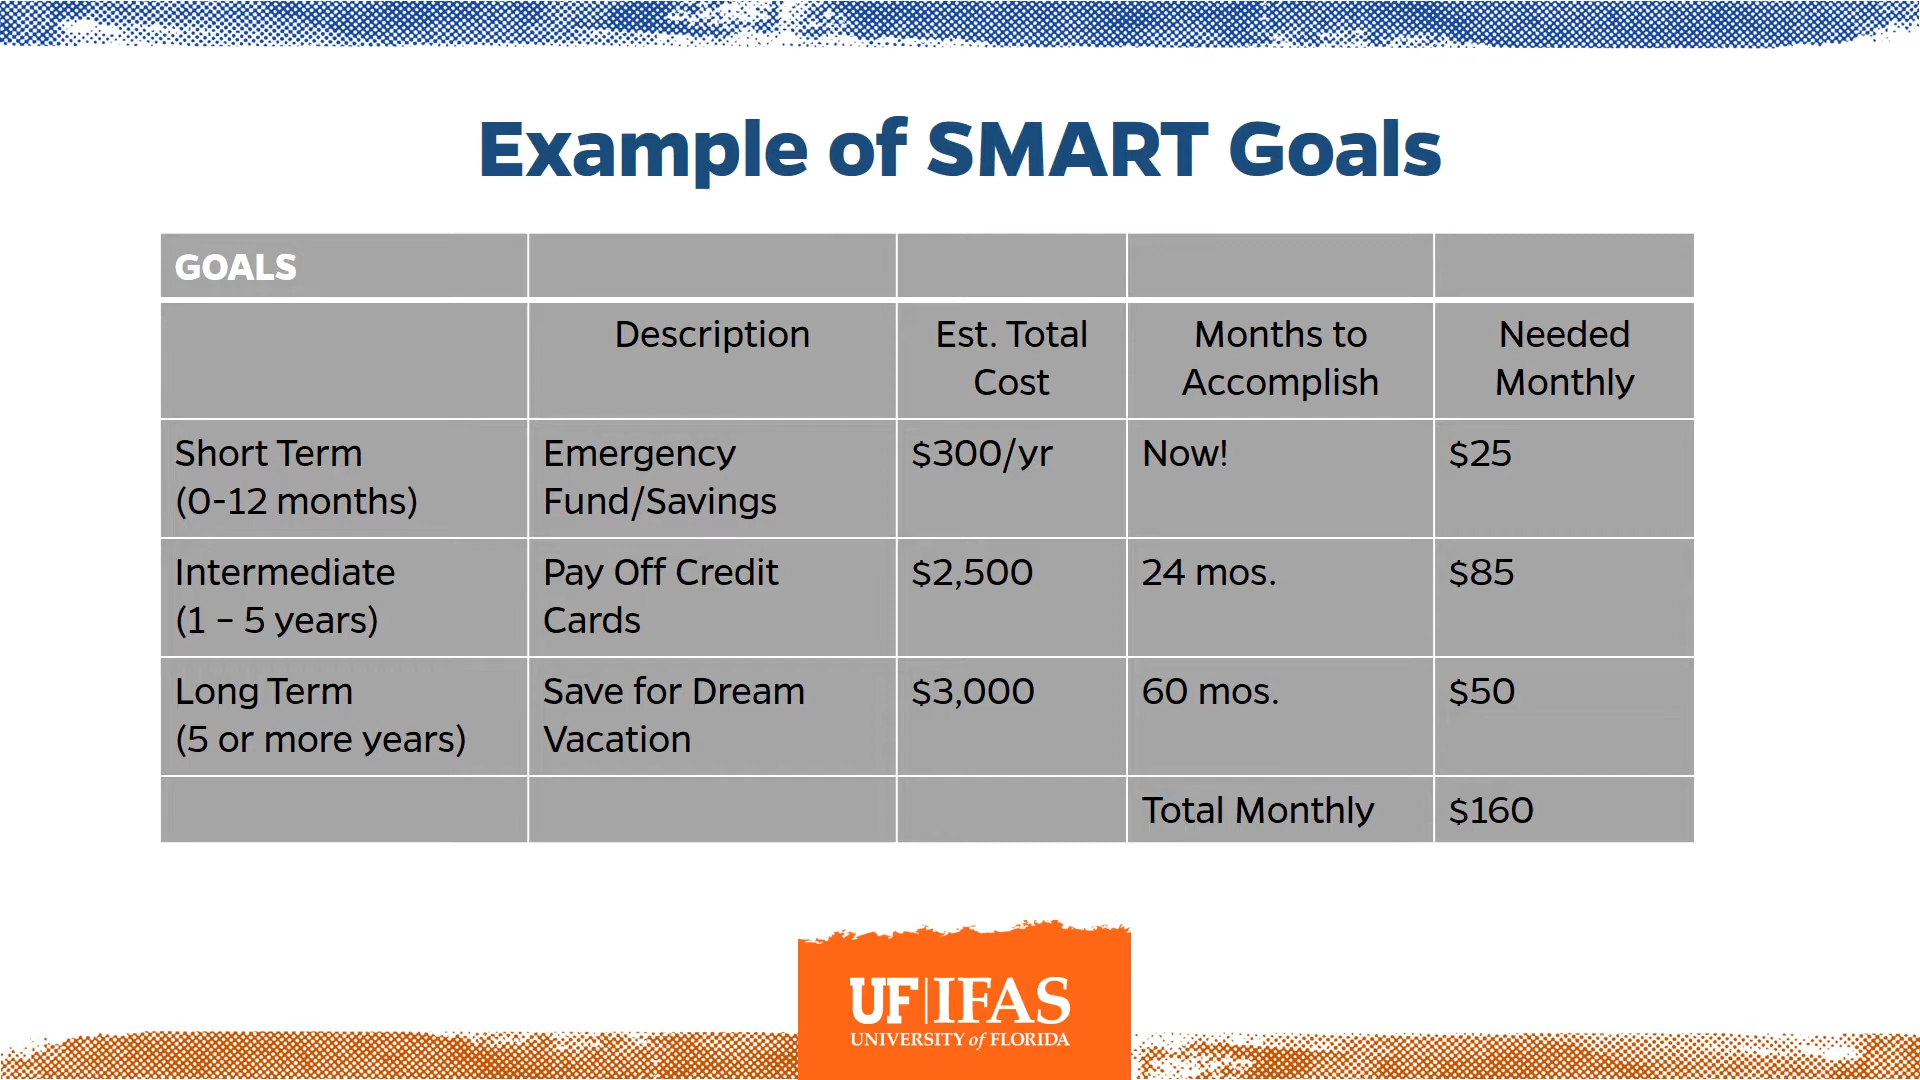 Example of SMART Goals
GOALS
Description
Est. Total
Cost
Months to
Accomplish
Needed
Monthly
Short Term
(0-12 months)
Emergency
Fund/Savings
$300/yr
Now!
$25
Intermediate
(1 – 5 years)
Pay Off Credit
Cards
$2,500
24 mos.
$85
Long Term
(5 or more years)
Save for Dream
Vacation
$3,000
60 mos.
$50
Total Monthly
$160
UF|IFAS
UNIVERSITY of FLORIDA